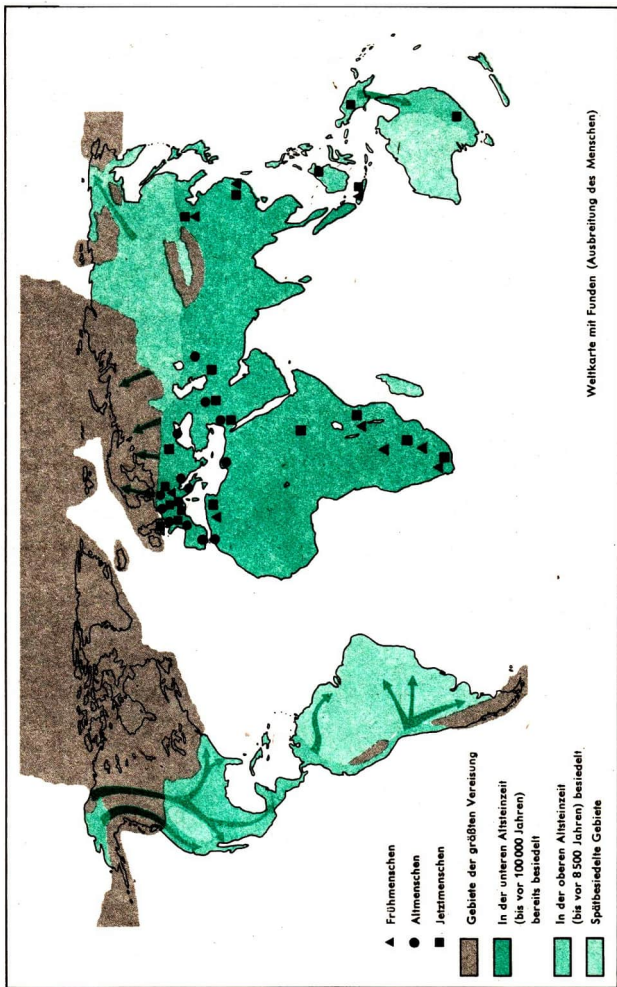 Frühmenschen
Altmenschen
Jetztmenschen
Gebiete der größten Vereisung
In der unteren Altsteinzeit
(bis vor 100 000 Jahren)
bereits besiedelt
In der oberen Altsteinzeit
(bis vor 8 500 Jahren) besiedelt
Spätbesiedelte Gebiete
Weltkarte mit Funden (Ausbreitung des Menschen)